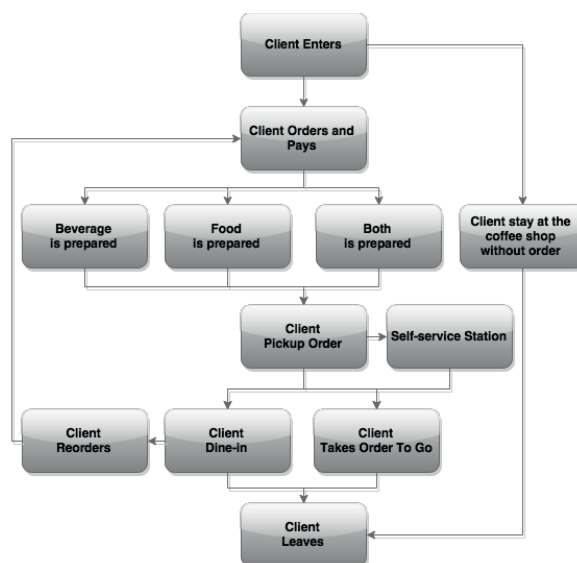 Client Enters
Client Orders and
Pays
Beverage
is prepared
Food
is prepared
Both
is prepared
Client stay at the
coffee shop
without order
Client
Pickup Order
Self-service Station
Client
Reorders
Client
Dine-in
Client
Takes Order To Go
Client
Leaves